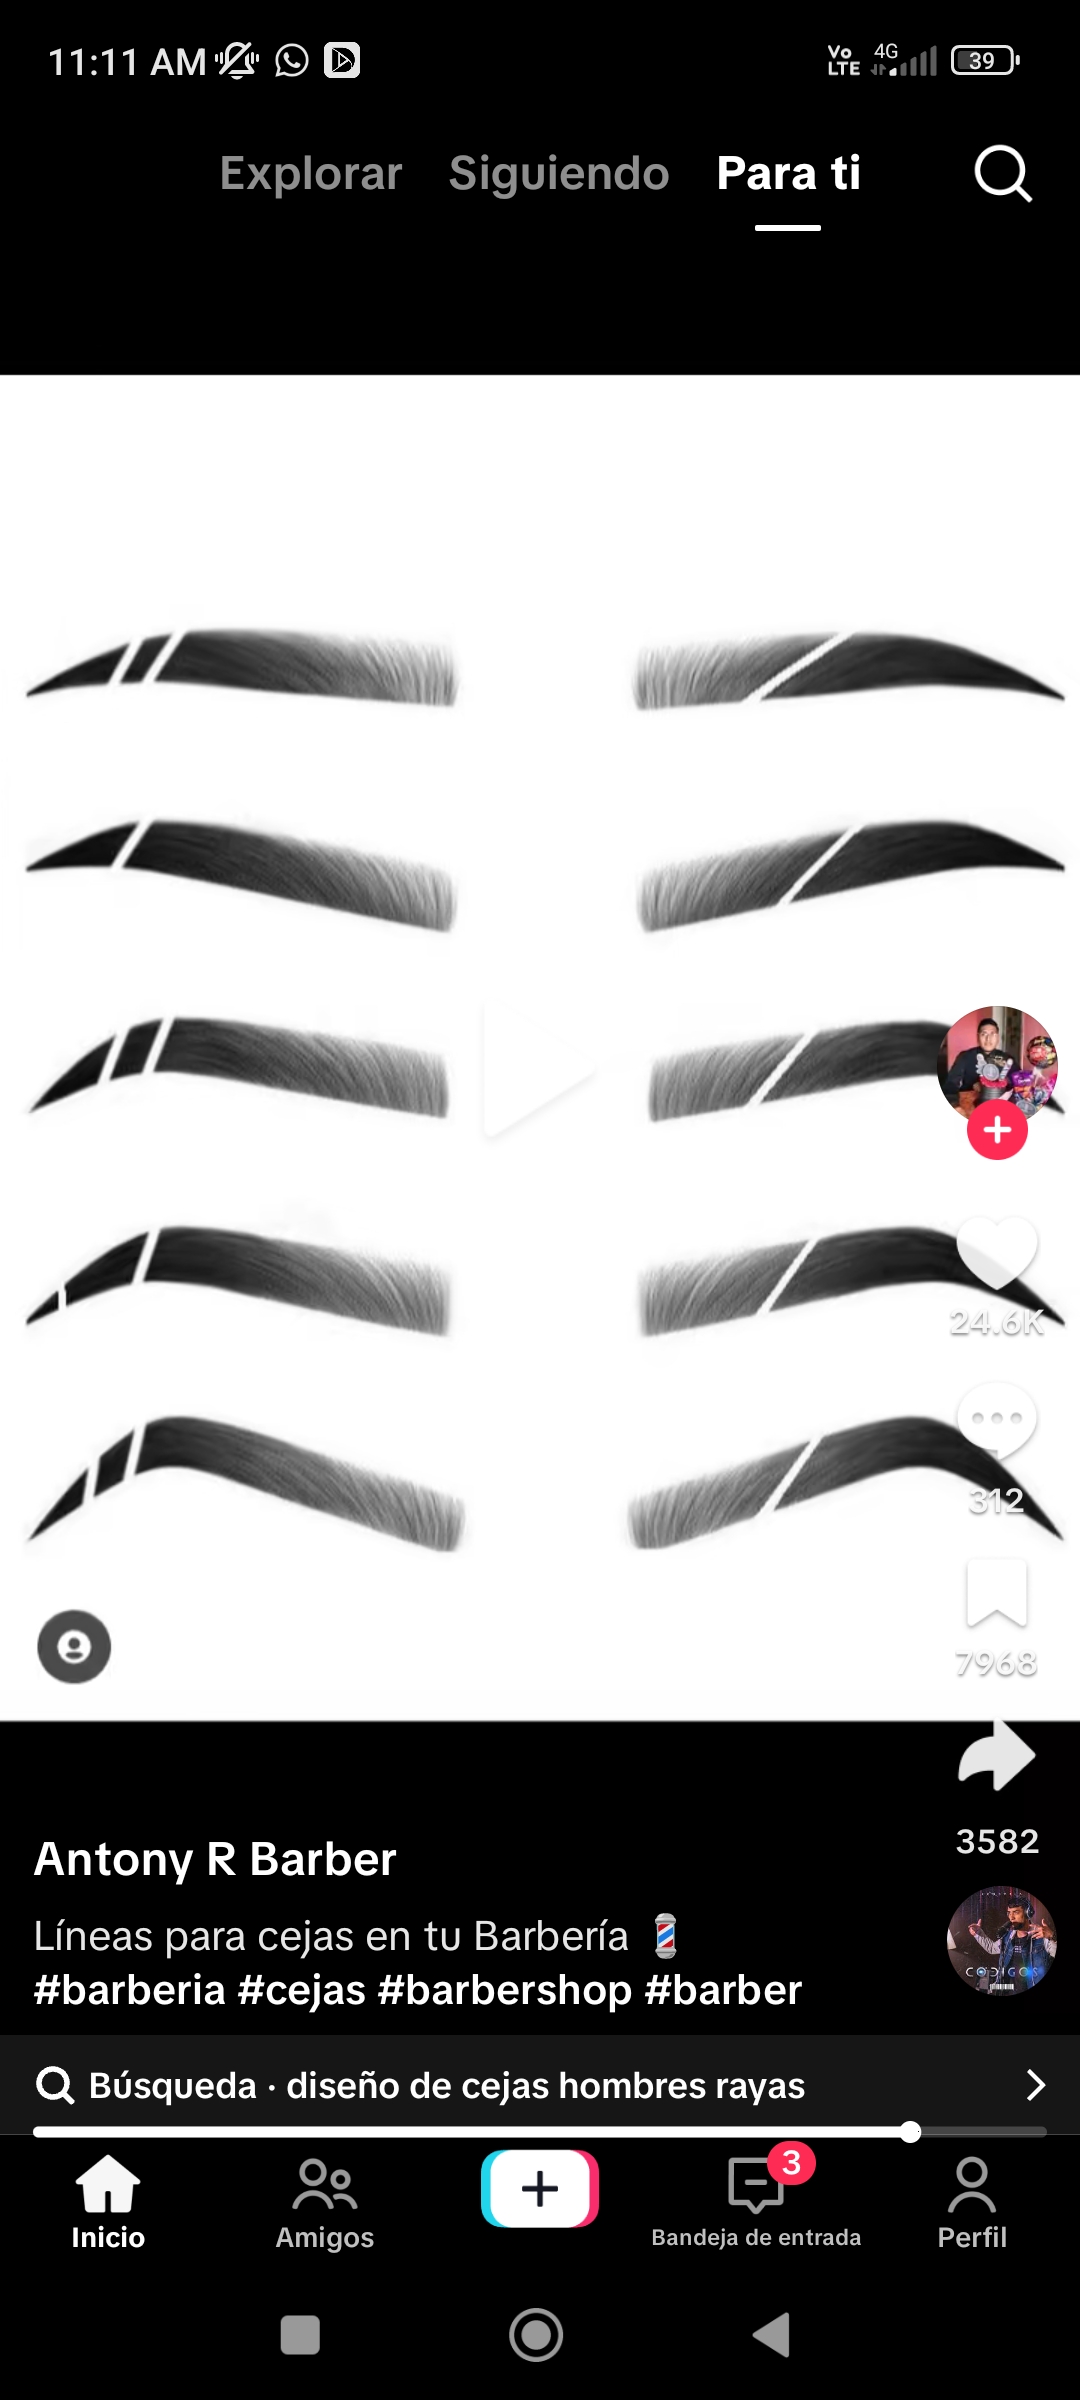 11:11 AM
Vo LTE 4G 39
Explorar Siguiendo Para ti
24.6K
312
7968
3582
Antony R Barber
Líneas para cejas en tu Barbería 💈
#barberia #cejas #barbershop #barber
CODIGOS
Búsqueda · diseño de cejas hombres rayas
3
Inicio Amigos Bandeja de entrada Perfil